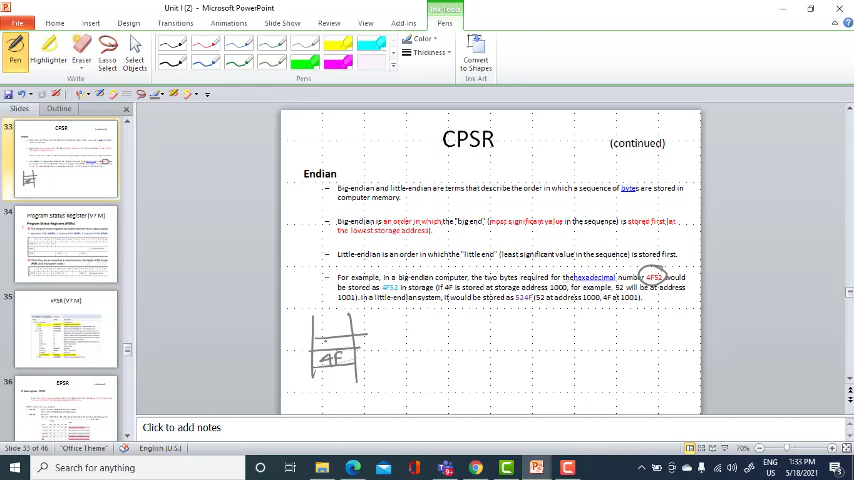 Unit I (2) - Microsoft PowerPoint
Ink Tools
File
Home
Insert
Design
Transitions
Animations
Slide Show
Review
View
Add-Ins
Pens
Pen
Highlighter
Eraser
Lasso Select
Select Objects
Color
Thickness
Convert to Shapes
Write
Pens
Ink Art
Slides
Outline
33
CPSR
34
Program Status Register (V7 M)
35
xPSR
36
EPSR
CPSR
(continued)
Endian
– Big-endian and little-endian are terms that describe the order in which a sequence of bytes are stored in
computer memory.
– Big-endian is an order in which the "big end" (most significant value in the sequence) is stored first (at
the lowest storage address).
– Little-endian is an order in which the "little end" (least significant value in the sequence) is stored first.
– For example, in a big-endian computer, the two bytes required for the hexadecimal number 4F52 would
be stored as 4F52 in storage (if 4F is stored at storage address 1000, for example, 52 will be at address
1001). In a little-endian system, it would be stored as 524F (52 at address 1000, 4F at 1001).
4F
Click to add notes
Slide 33 of 46
"Office Theme"
English (U.S.)
70%
Search for anything
ENG
US
1:33 PM
5/18/2021